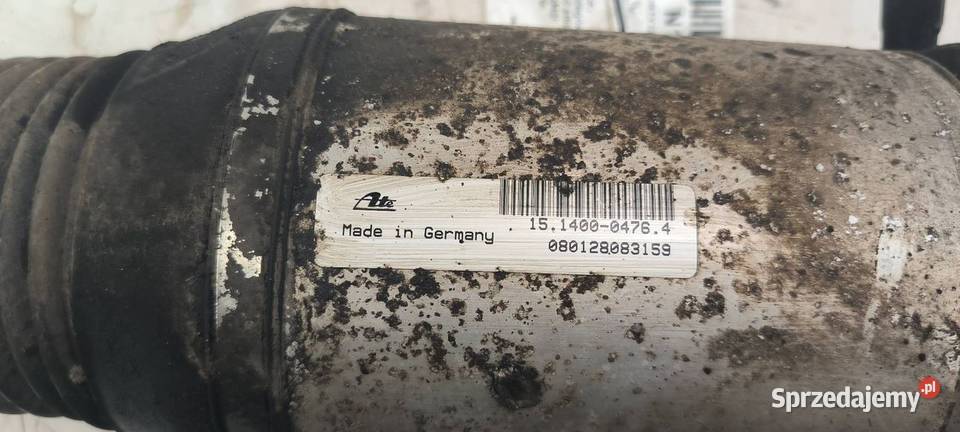 Ate
Made in Germany
15.1400-0476.4
080128083159
Sprzedajemy.pl